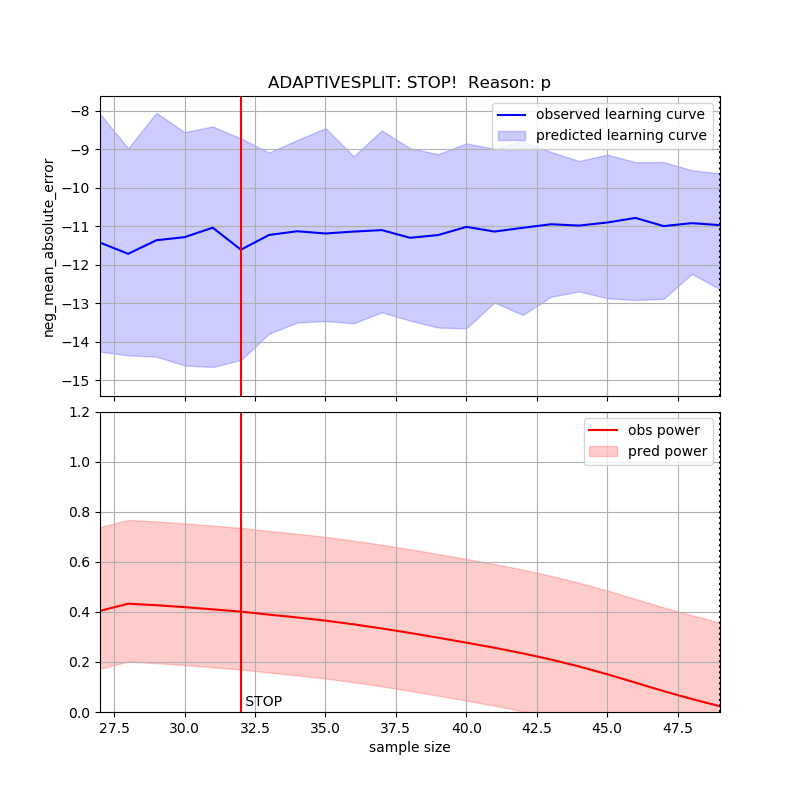 ADAPTIVESPLIT: STOP!  Reason: p
observed learning curve
predicted learning curve
neg_mean_absolute_error
−8
−9
−10
−11
−12
−13
−14
−15
obs power
pred power
1.2
1.0
0.8
0.6
0.4
0.2
0.0
STOP
27.5 30.0 32.5 35.0 37.5 40.0 42.5 45.0 47.5
sample size